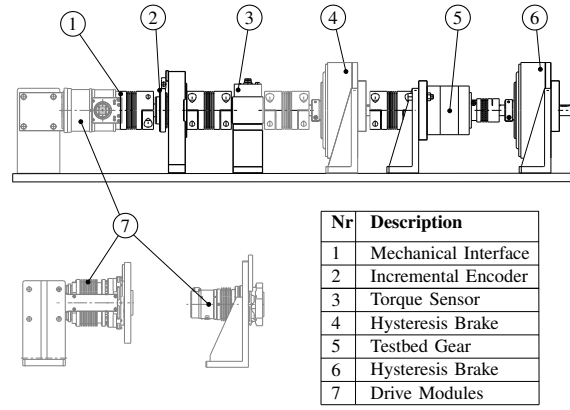 1 2 3 4 5 6
7
Nr Description
1 Mechanical Interface
2 Incremental Encoder
3 Torque Sensor
4 Hysteresis Brake
5 Testbed Gear
6 Hysteresis Brake
7 Drive Modules